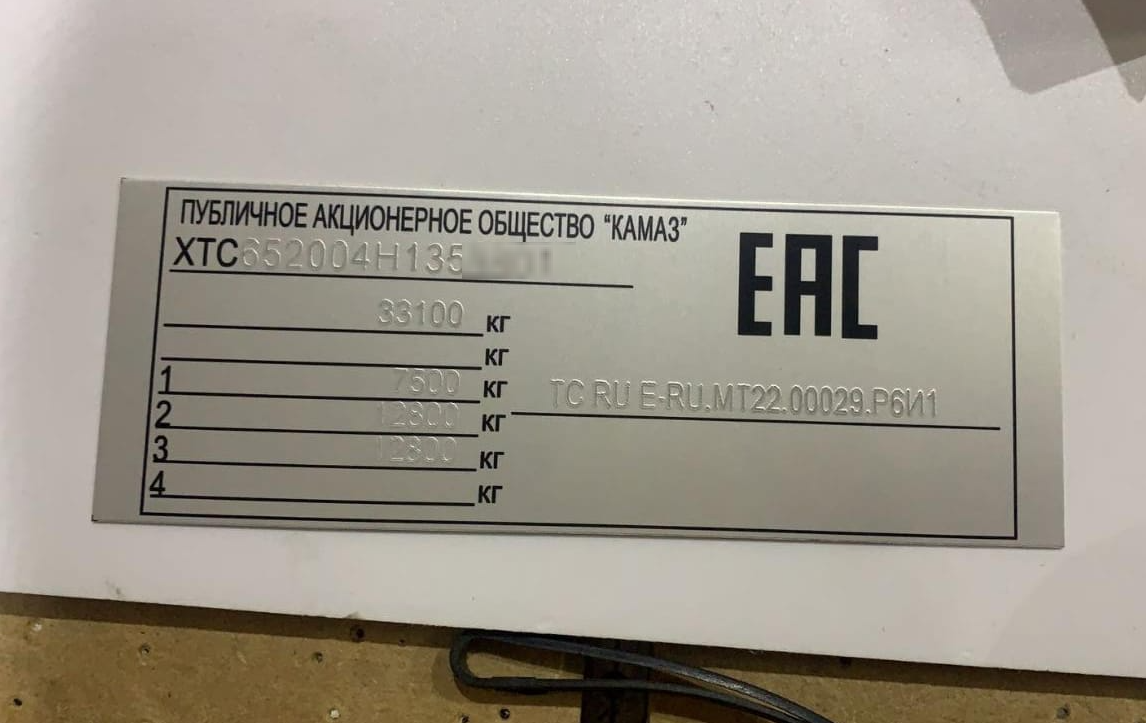 ПУБЛИЧНОЕ АКЦИОНЕРНОЕ ОБЩЕСТВО “КАМАЗ”
XTC652004H135
EAC
33100 кг
кг
1 7500 кг
2 12800 кг
3 12800 кг
4 кг
TC RU E-RU.MT22.00029.Р6И1